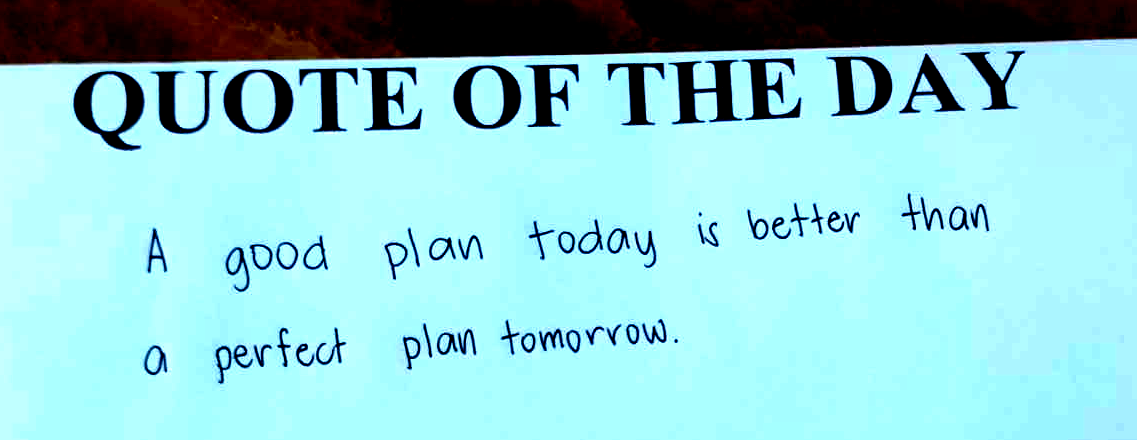 QUOTE OF THE DAY
A good plan today is better than
a perfect plan tomorrow.